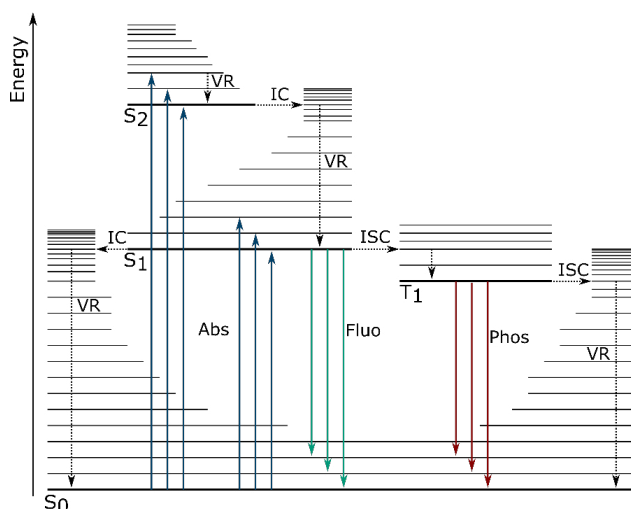 Energy
VR
IC
S2
VR
IC
S1
ISC
ISC
T1
VR
Abs
Fluo
Phos
VR
S0